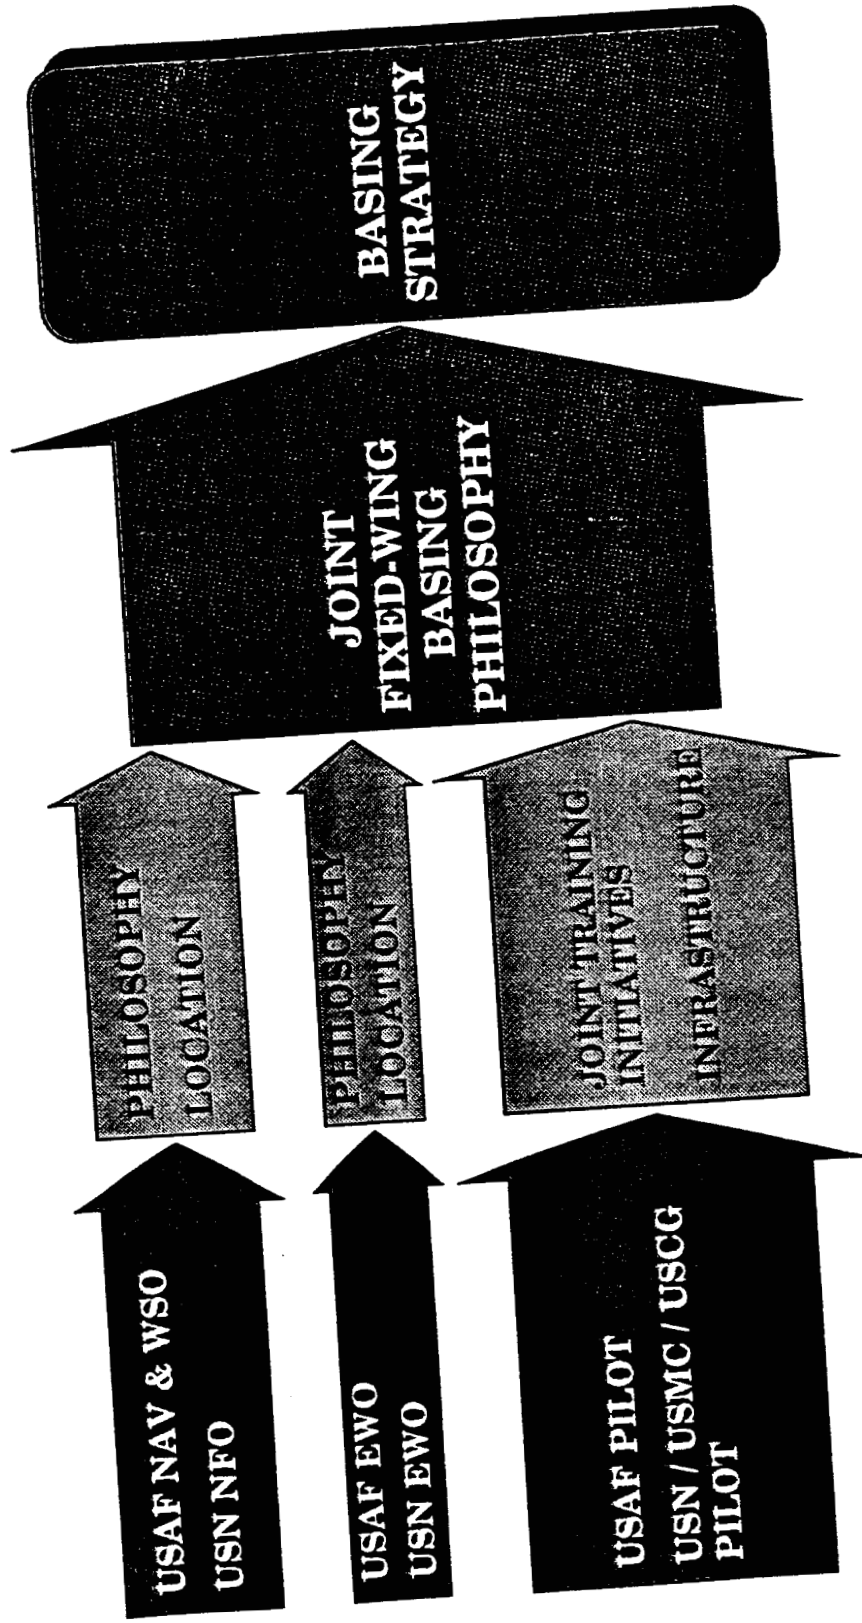 USAF NAV & WSO
USN NFO
PHILOSOPHY
LOCATION
USAF EWO
USN EWO
PHILOSOPHY
LOCATION
USAF PILOT
USN / USMC / USCG
PILOT
JOINT TRAINING
INITIATIVES
INFRASTRUCTURE
JOINT
FIXED-WING
BASING
PHILOSOPHY
BASING
STRATEGY